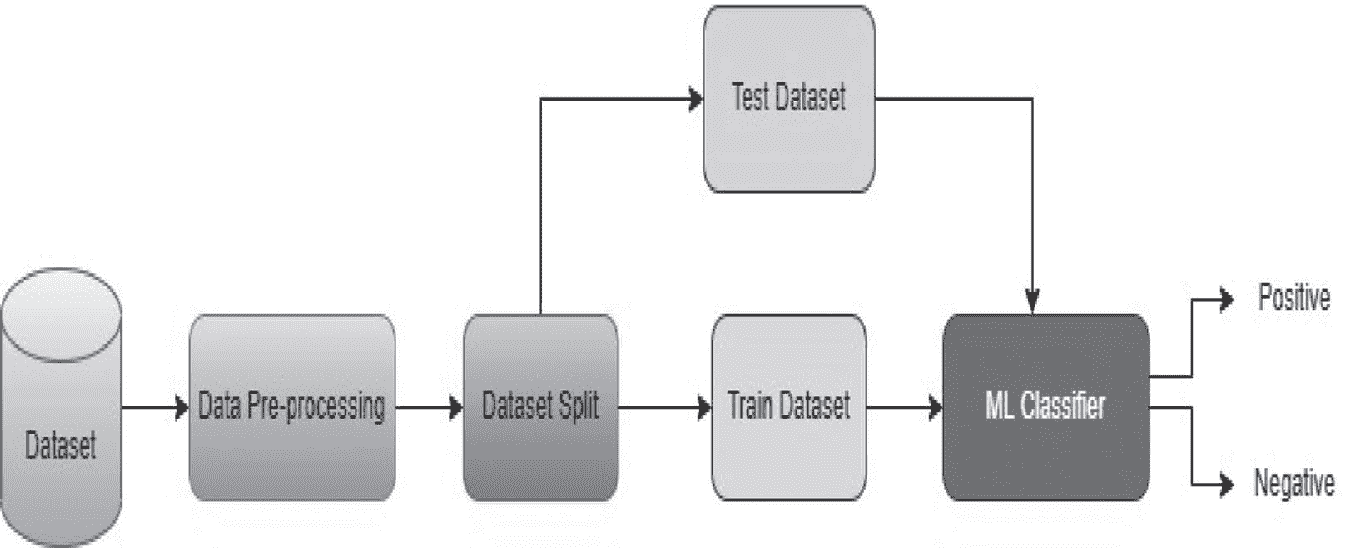 Test Dataset
Positive
Dataset
Data Pre-processing
Dataset Split
Train Dataset
ML Classifier
Negative